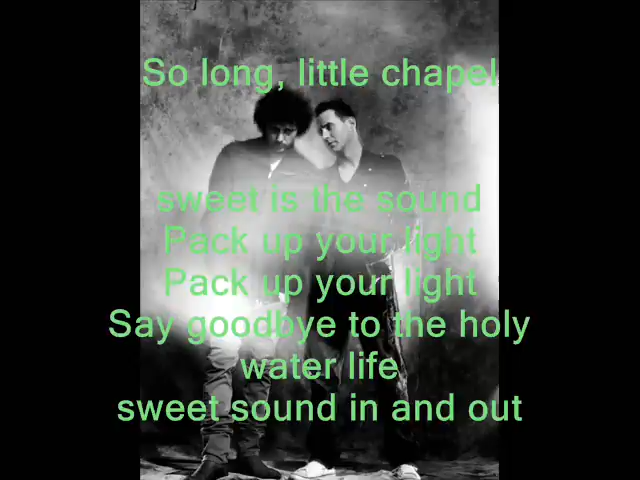 So long, little chapel
sweet is the sound
Pack up your light
Pack up your light
Say goodbye to the holy
water life
sweet sound in and out